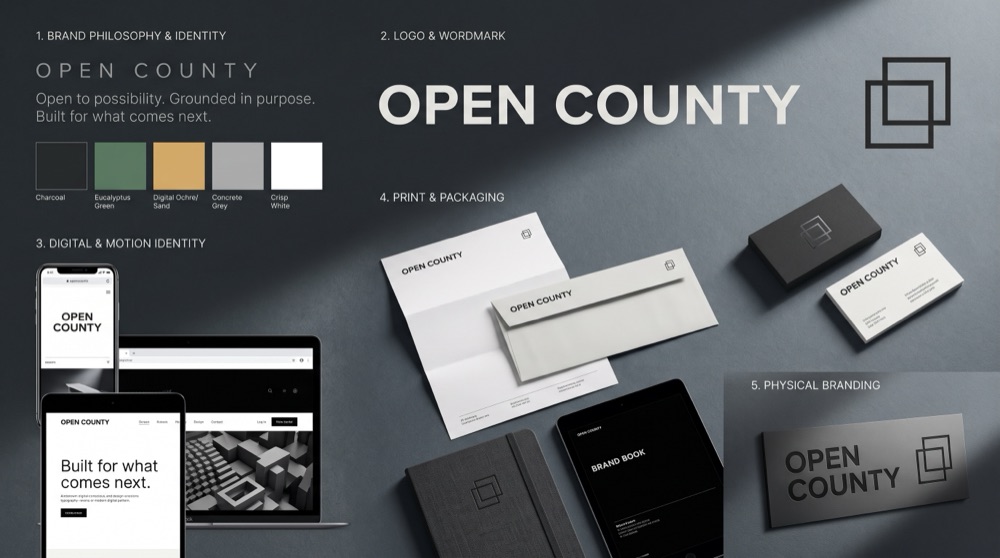 1. BRAND PHILOSOPHY & IDENTITY
OPEN COUNTY
Open to possibility. Grounded in purpose.
Built for what comes next.
Charcoal
Eucalyptus
Green
Digital Ochre/
Sand
Concrete
Grey
Crisp
White
2. LOGO & WORDMARK
OPEN COUNTY
3. DIGITAL & MOTION IDENTITY
OPEN
COUNTY
OPEN COUNTY
Contact
Built for what
comes next.
4. PRINT & PACKAGING
OPEN COUNTY
OPEN COUNTY
OPEN COUNTY
OPEN COUNTY
BRAND BOOK
5. PHYSICAL BRANDING
OPEN
COUNTY